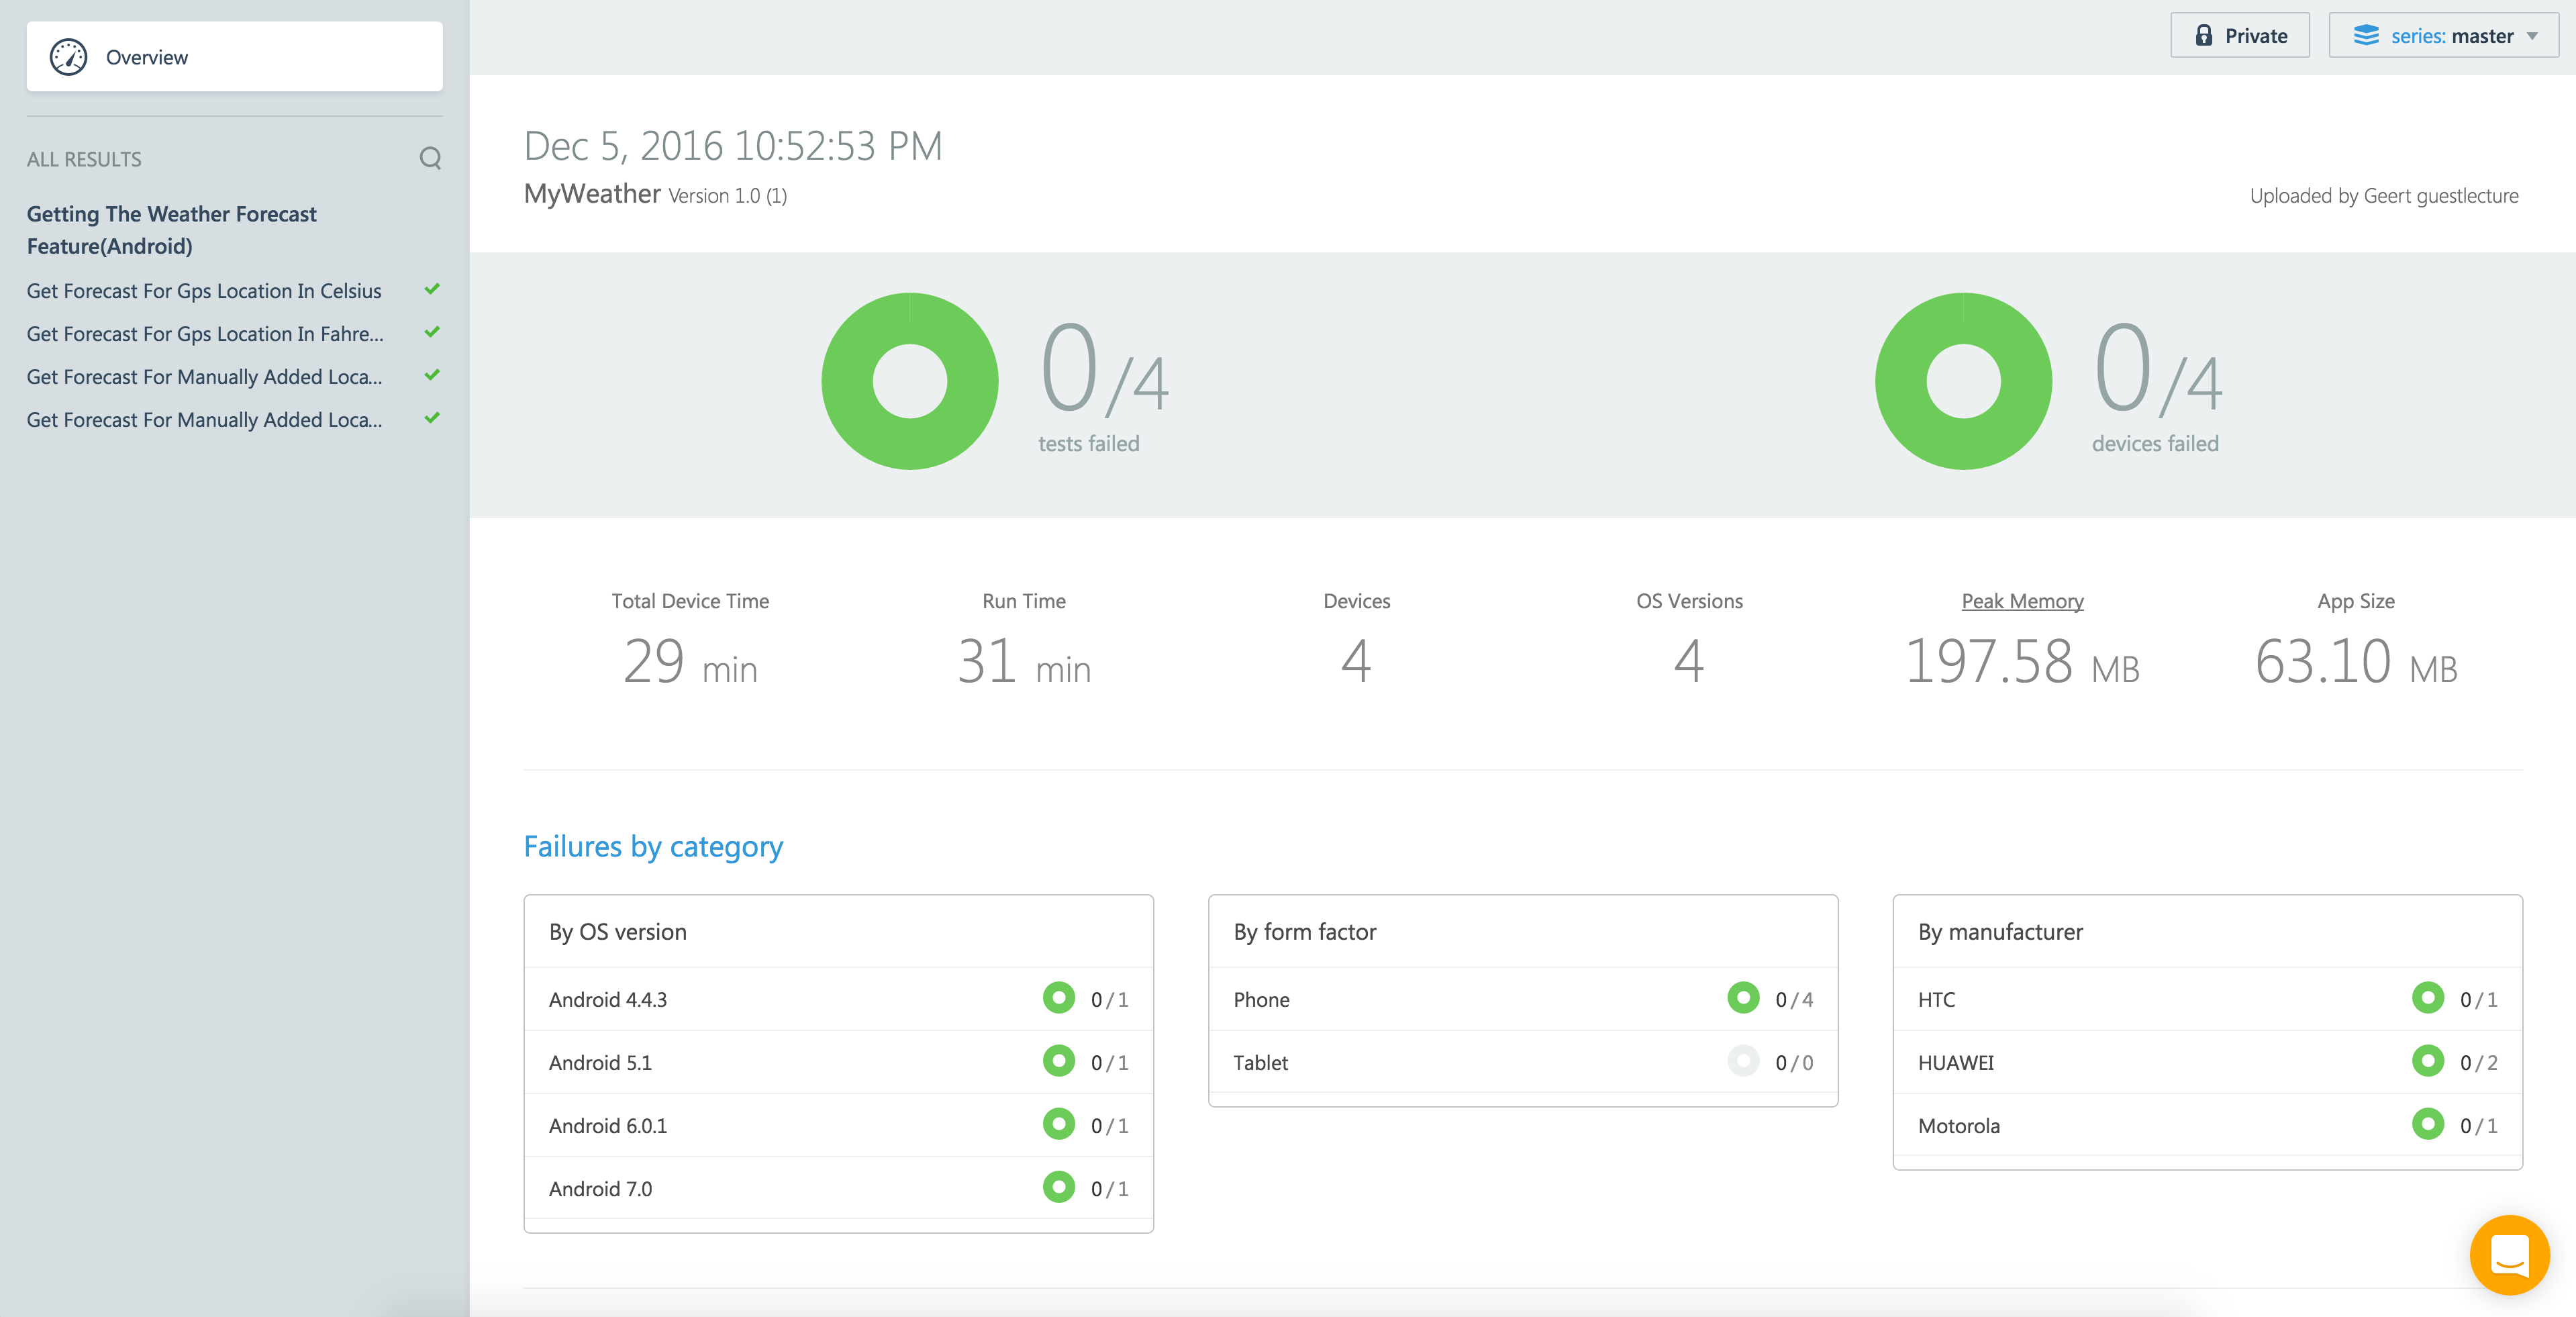 Overview
Private
series: master
ALL RESULTS
Getting The Weather Forecast
Feature(Android)
Get Forecast For Gps Location In Celsius
Get Forecast For Gps Location In Fahre...
Get Forecast For Manually Added Loca...
Get Forecast For Manually Added Loca...
Dec 5, 2016 10:52:53 PM
MyWeather Version 1.0 (1)
Uploaded by Geert guestlecture
0/4
tests failed
0/4
devices failed
Total Device Time
29 min
Run Time
31 min
Devices
4
OS Versions
4
Peak Memory
197.58 MB
App Size
63.10 MB
Failures by category
By OS version
Android 4.4.3 0/1
Android 5.1 0/1
Android 6.0.1 0/1
Android 7.0 0/1
By form factor
Phone 0/4
Tablet 0/0
By manufacturer
HTC 0/1
HUAWEI 0/2
Motorola 0/1